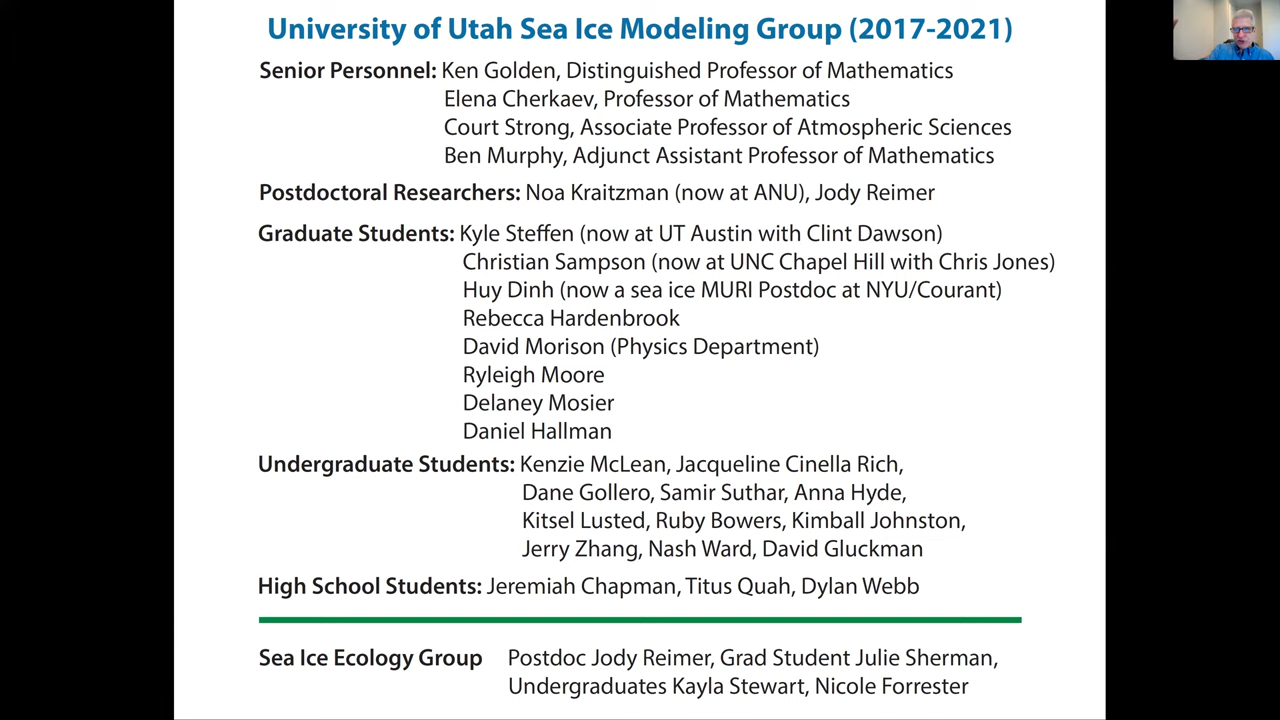 University of Utah Sea Ice Modeling Group (2017-2021)
Senior Personnel: Ken Golden, Distinguished Professor of Mathematics
Elena Cherkaev, Professor of Mathematics
Court Strong, Associate Professor of Atmospheric Sciences
Ben Murphy, Adjunct Assistant Professor of Mathematics
Postdoctoral Researchers: Noa Kraitzman (now at ANU), Jody Reimer
Graduate Students: Kyle Steffen (now at UT Austin with Clint Dawson)
Christian Sampson (now at UNC Chapel Hill with Chris Jones)
Huy Dinh (now a sea ice MURI Postdoc at NYU/Courant)
Rebecca Hardenbrook
David Morison (Physics Department)
Ryleigh Moore
Delaney Mosier
Daniel Hallman
Undergraduate Students: Kenzie McLean, Jacqueline Cinella Rich,
Dane Gollero, Samir Suthar, Anna Hyde,
Kitsel Lusted, Ruby Bowers, Kimball Johnston,
Jerry Zhang, Nash Ward, David Gluckman
High School Students: Jeremiah Chapman, Titus Quah, Dylan Webb
Sea Ice Ecology Group Postdoc Jody Reimer, Grad Student Julie Sherman,
Undergraduates Kayla Stewart, Nicole Forrester